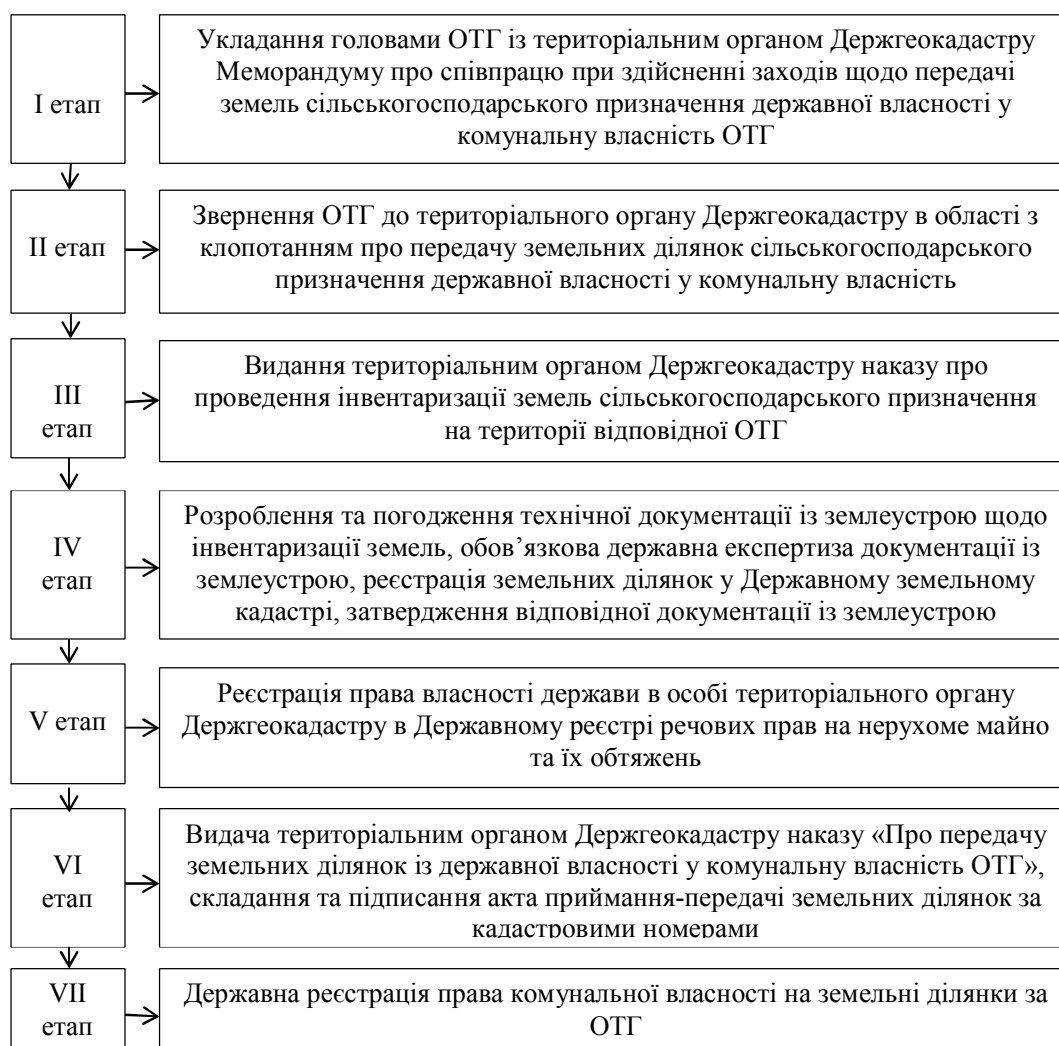 I етап
Укладання головами ОТГ із територіальним органом Держгеокадастру
Меморандуму про співпрацю при здійсненні заходів щодо передачі
земель сільськогосподарського призначення державної власності у
комунальну власність ОТГ
II етап
Звернення ОТГ до територіального органу Держгеокадастру в області з
клопотанням про передачу земельних ділянок сільськогосподарського
призначення державної власності у комунальну власність
III
етап
Видання територіальним органом Держгеокадастру наказу про
проведення інвентаризації земель сільськогосподарського призначення
на території відповідної ОТГ
IV
етап
Розроблення та погодження технічної документації із землеустрою щодо
інвентаризації земель, обов’язкова державна експертиза документації із
землеустрою, реєстрація земельних ділянок у Державному земельному
кадастрі, затвердження відповідної документації із землеустрою
V етап
Реєстрація права власності держави в особі територіального органу
Держгеокадастру в Державному реєстрі речових прав на нерухоме майно
та їх обтяжень
VI
етап
Видача територіальним органом Держгеокадастру наказу «Про передачу
земельних ділянок із державної власності у комунальну власність ОТГ»,
складання та підписання акта приймання-передачі земельних ділянок за
кадастровими номерами
VII
етап
Державна реєстрація права комунальної власності на земельні ділянки за
ОТГ